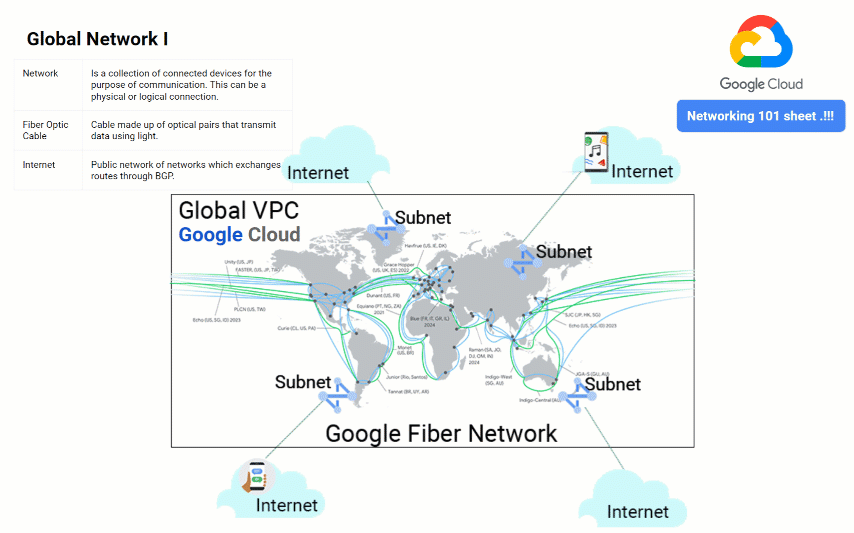 Global Network I
Google Cloud
Networking 101 sheet .!!!
Network
Is a collection of connected devices for the
purpose of communication. This can be a
physical or logical connection.
Fiber Optic
Cable
Cable made up of optical pairs that transmit
data using light.
Internet
Public network of networks which exchanges
routes through BGP.
Internet
Internet
Global VPC
Google Cloud
Subnet
Subnet
Havfrue (US, IE, DK)
Unity (US, JP)
FASTER, (US, JP, TW)
Grace Hopper
(US, UK, ES) 2022
Dunant (US, FR)
Equiano (PT, NG, ZA)
2021
PLCN (US, TW)
Echo (US, SG, ID) 2023
Curie (CL, US, PA)
Blue (FR, IT, GR, IL)
2024
SJC (JP, HK, SG)
Echo (US, SG, ID) 2023
Monet
(US, BR)
Raman (SA, JO,
DJ, OM, IN)
2024
Junior (Rio, Santos)
Tannat (BR, UY, AR)
Indigo-West
(SG, AU)
JGA-S (GU, AU)
Indigo-Central (AU)
Subnet
Subnet
Google Fiber Network
Internet
Internet